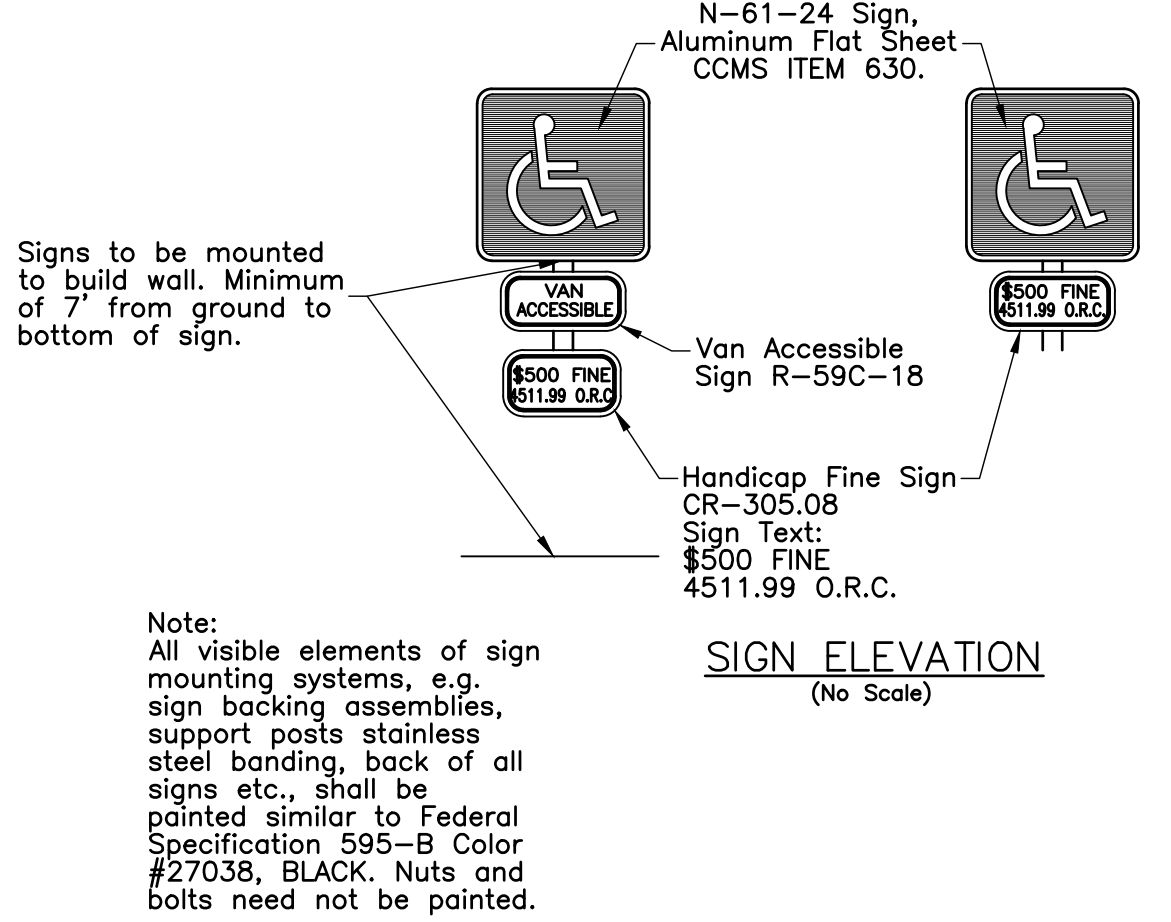 N-61-24 Sign,
Aluminum Flat Sheet
CCMS ITEM 630.
Signs to be mounted
to build wall. Minimum
of 7' from ground to
bottom of sign.
VAN
ACCESSIBLE
$500 FINE
4511.99 O.R.C
$500 FINE
4511.99 O.R.C.
Van Accessible
Sign R-59C-18
Handicap Fine Sign
CR-305.08
Sign Text:
$500 FINE
4511.99 O.R.C.
SIGN ELEVATION
(No Scale)
Note:
All visible elements of sign
mounting systems, e.g.
sign backing assemblies,
support posts stainless
steel banding, back of all
signs etc., shall be
painted similar to Federal
Specification 595-B Color
#27038, BLACK. Nuts and
bolts need not be painted.